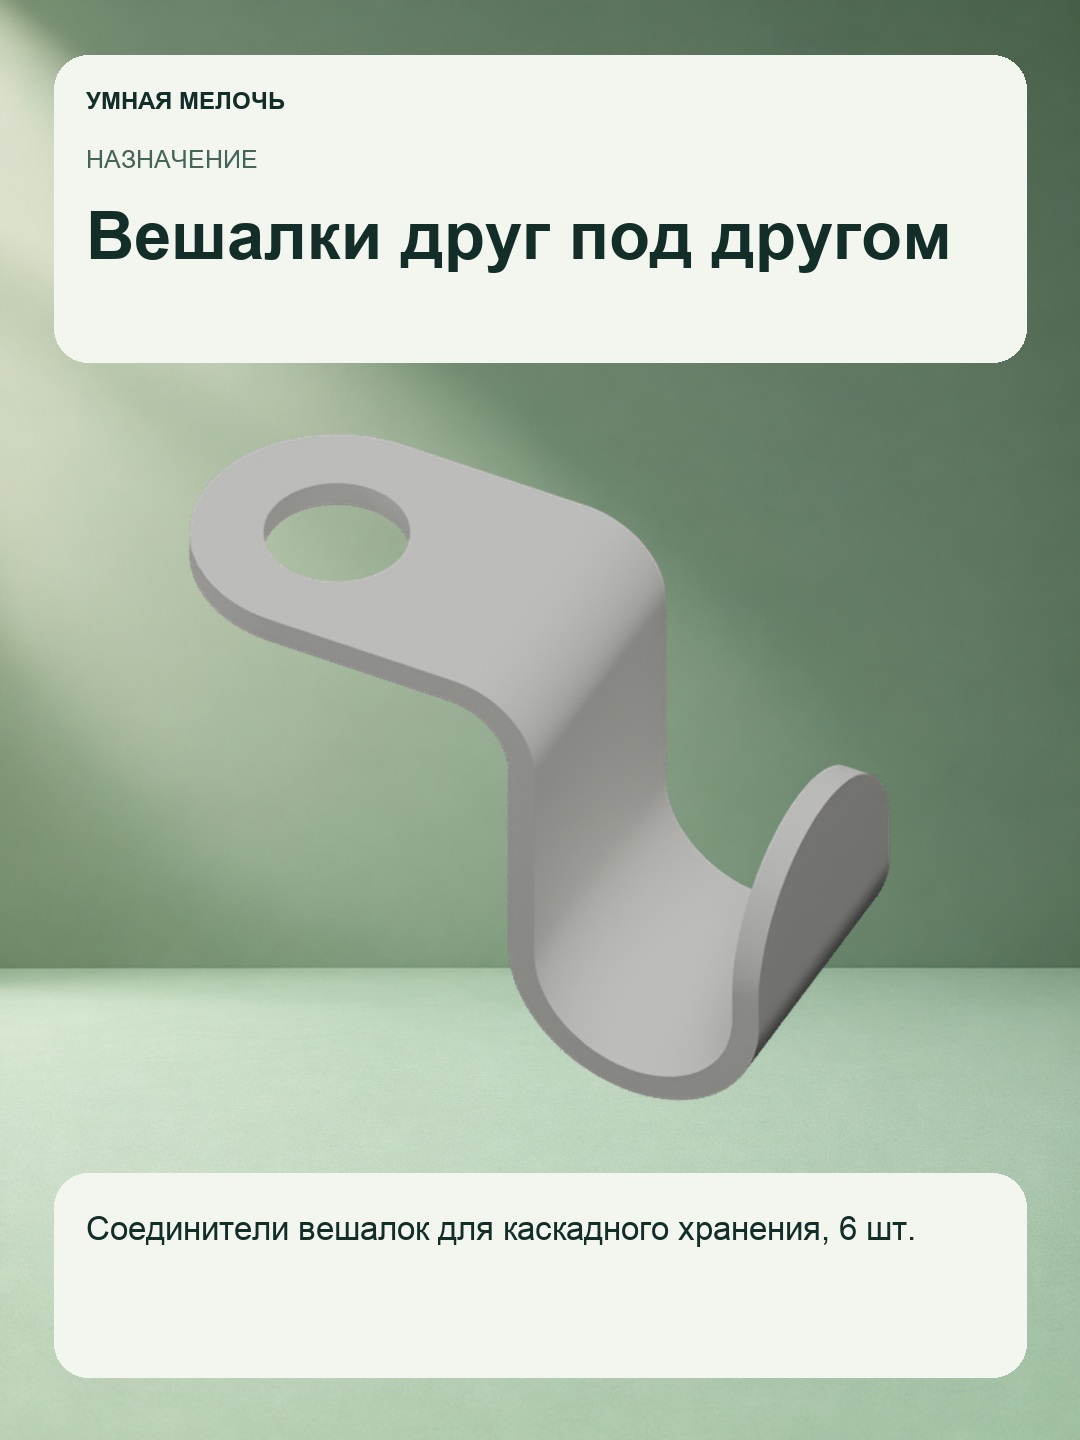 УМНАЯ МЕЛОЧЬ
НАЗНАЧЕНИЕ
Вешалки друг под другом
Соединители вешалок для каскадного хранения, 6 шт.